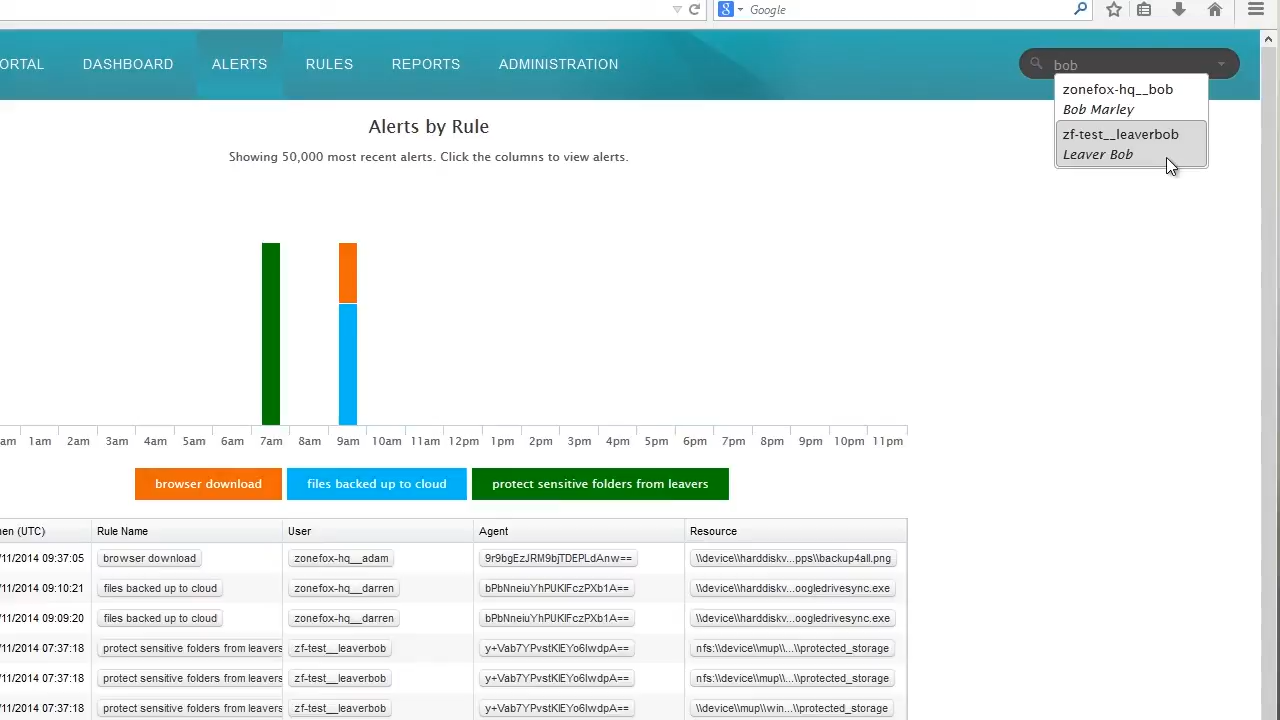 Google
ORTAL DASHBOARD ALERTS RULES REPORTS ADMINISTRATION
bob
zonefox-hq__bob
Bob Marley
zf-test__leaverbob
Leaver Bob
Alerts by Rule
Showing 50,000 most recent alerts. Click the columns to view alerts.
am 1am 2am 3am 4am 5am 6am 7am 8am 9am 10am 11am 12pm 1pm 2pm 3pm 4pm 5pm 6pm 7pm 8pm 9pm 10pm 11pm
browser download files backed up to cloud protect sensitive folders from leavers
en (UTC) Rule Name User Agent Resource
/11/2014 09:37:05 browser download zonefox-hq__adam 9r9bgEzJRM9bjTDEPLdAnw== \\device\\harddiskv...pps\\backup4all.png
/11/2014 09:10:21 files backed up to cloud zonefox-hq__darren bPbNneiuYhPUKlFczPXb1A== \\device\\harddiskv...oogledrivesync.exe
/11/2014 09:09:20 files backed up to cloud zonefox-hq__darren bPbNneiuYhPUKlFczPXb1A== \\device\\harddiskv...oogledrivesync.exe
/11/2014 07:37:18 protect sensitive folders from leavers zf-test__leaverbob y+Vab7YPvstKlEYo6lwdpA== nfs:\\device\\mup\\...\\protected_storage
/11/2014 07:37:18 protect sensitive folders from leavers zf-test__leaverbob y+Vab7YPvstKlEYo6lwdpA== nfs:\\device\\mup\\...\\protected_storage
/11/2014 07:37:18 protect sensitive folders from leavers zf-test__leaverbob y+Vab7YPvstKlEYo6lwdpA== \\device\\mup\\win...\\protected_storage